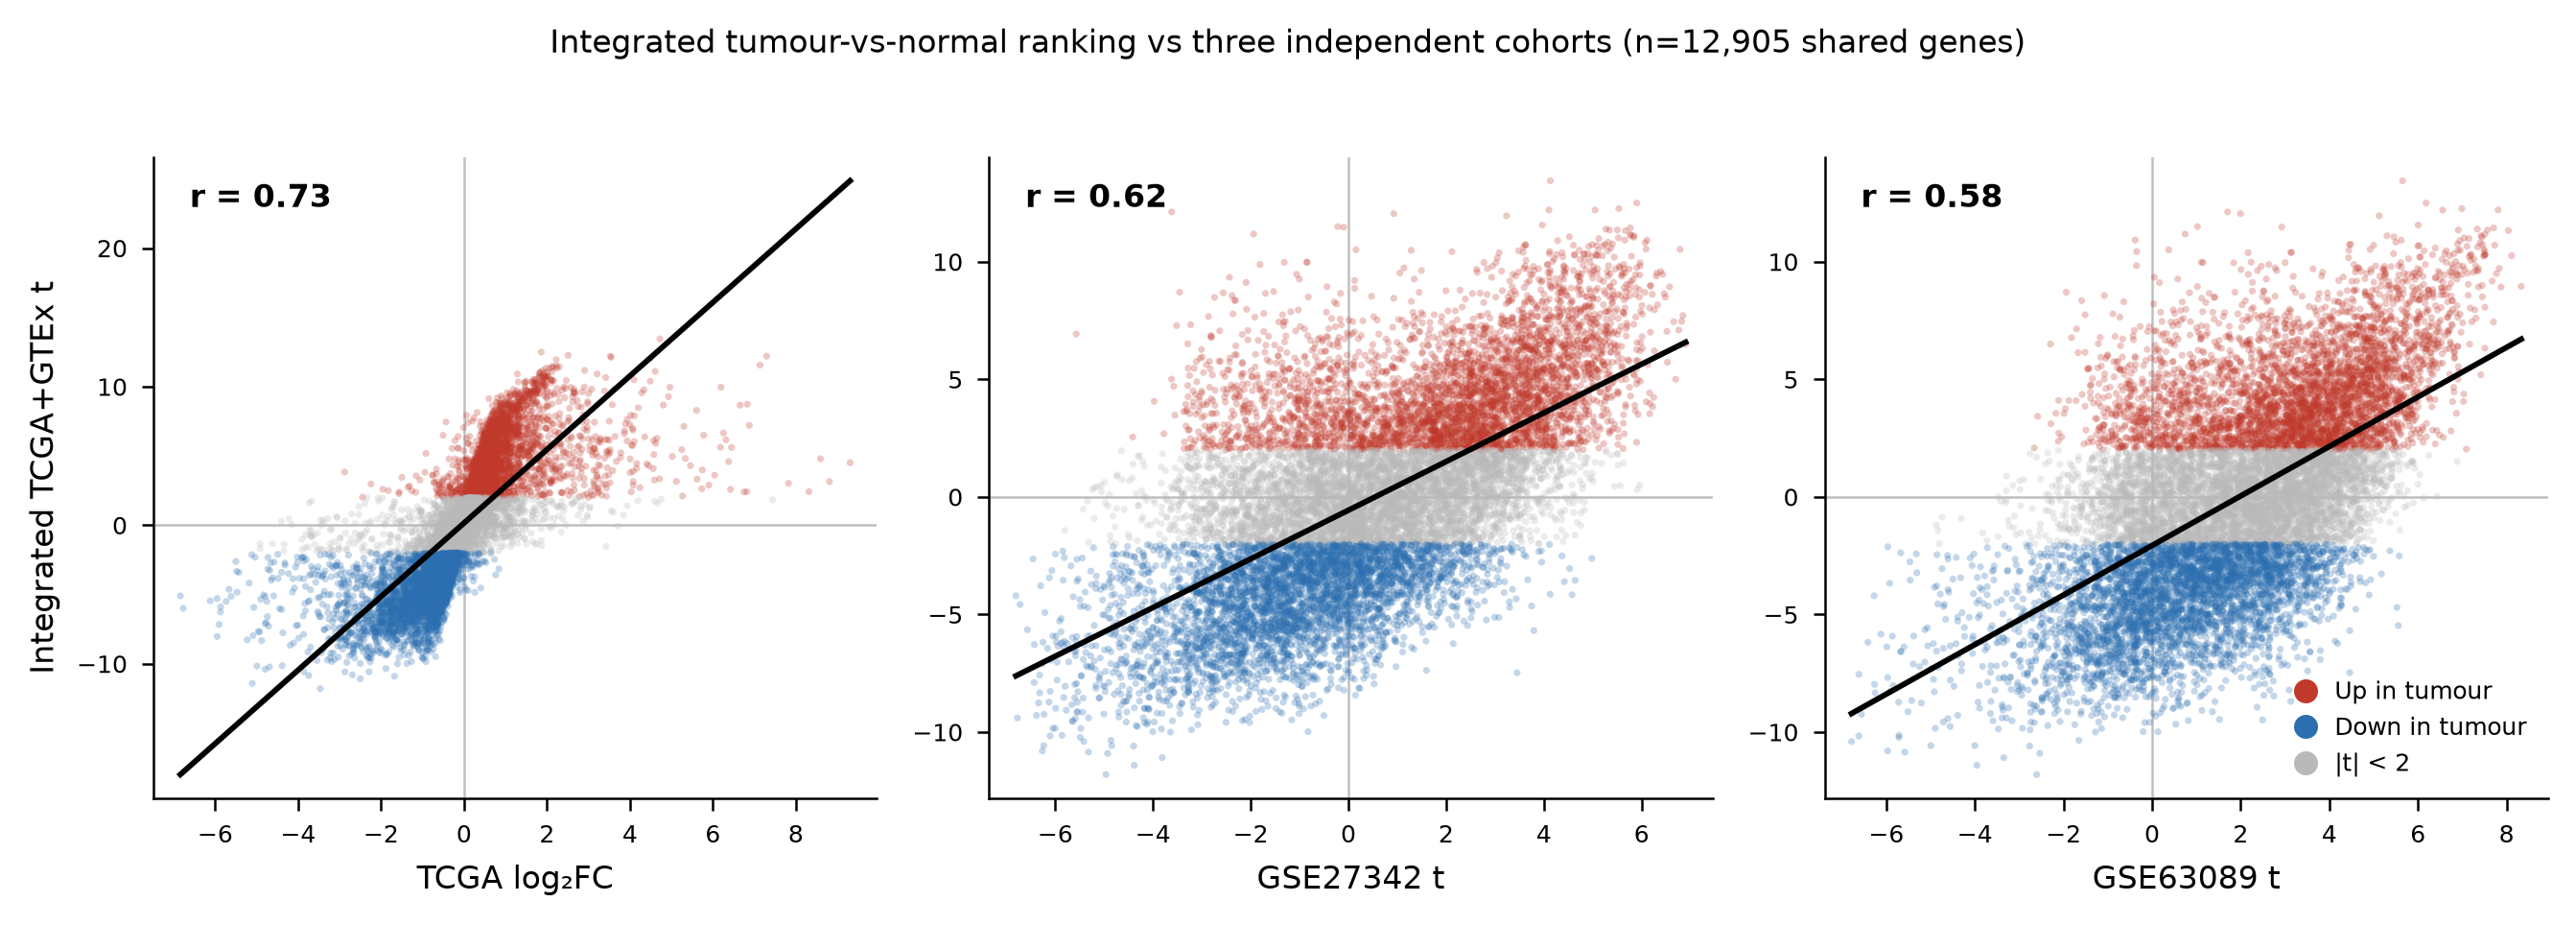 Integrated tumour-vs-normal ranking vs three independent cohorts (n=12,905 shared genes)
Integrated TCGA+GTEx t
r = 0.73
20
10
0
−10
−6 −4 −2 0 2 4 6 8
TCGA log₂FC
r = 0.62
10
5
0
−5
−10
−6 −4 −2 0 2 4 6
GSE27342 t
r = 0.58
10
5
0
−5
−10
Up in tumour
Down in tumour
|t| < 2
−6 −4 −2 0 2 4 6 8
GSE63089 t